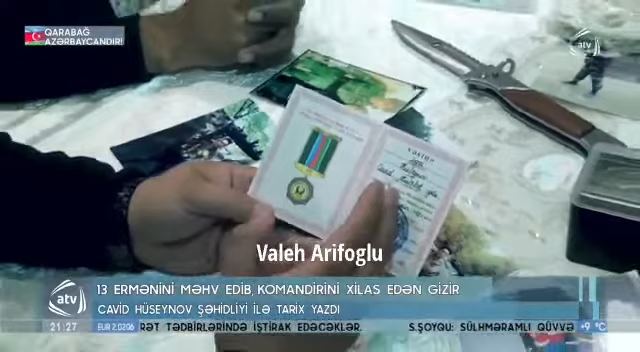 QARABAĞ
AZƏRBAYCANDIR!
atv
Valeh Arifoglu
13 ERMƏNİNİ MƏHV EDİB, KOMANDİRİNİ XİLAS EDƏN GİZİR
CAVİD HÜSEYNOV ŞƏHİDLİYİ İLƏ TARİX YAZDI
atv
21:27 EUR 2.0206 RƏT TƏDBİRLƏRİNDƏ İŞTİRAK EDƏCƏKLƏR. S.ŞOYQU: SÜLHMƏRAMLI QÜVVƏ +9 °C